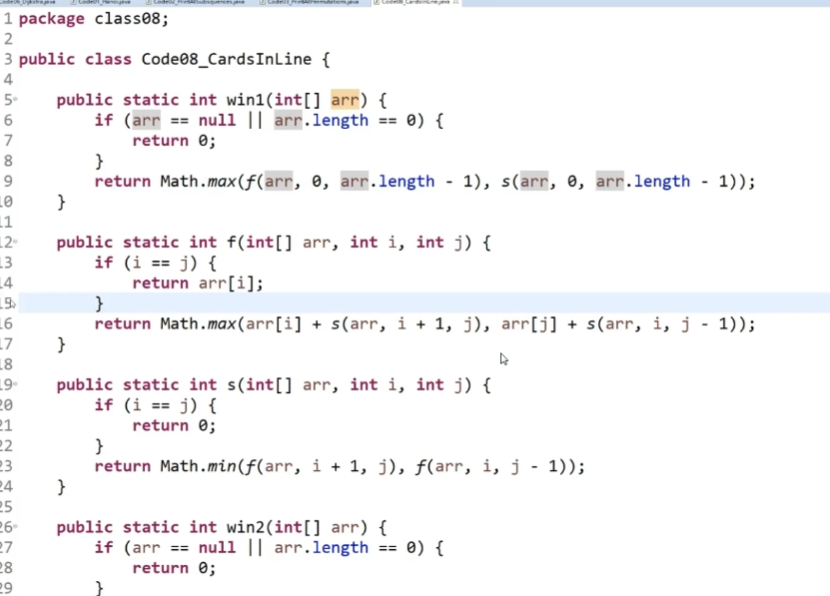 Code06_Dijkstra.java Code01_Hanoi.java Code02_PrintAllSubsquences.java Code03_PrintAllPermutations.java Code08_CardsInLine.java
1 package class08;
2
3 public class Code08_CardsInLine {
4
5 public static int win1(int[] arr) {
6 if (arr == null || arr.length == 0) {
7 return 0;
8 }
9 return Math.max(f(arr, 0, arr.length - 1), s(arr, 0, arr.length - 1));
10 }
11
12 public static int f(int[] arr, int i, int j) {
13 if (i == j) {
14 return arr[i];
15 }
16 return Math.max(arr[i] + s(arr, i + 1, j), arr[j] + s(arr, i, j - 1));
17 }
18
19 public static int s(int[] arr, int i, int j) {
20 if (i == j) {
21 return 0;
22 }
23 return Math.min(f(arr, i + 1, j), f(arr, i, j - 1));
24 }
25
26 public static int win2(int[] arr) {
27 if (arr == null || arr.length == 0) {
28 return 0;
29 }